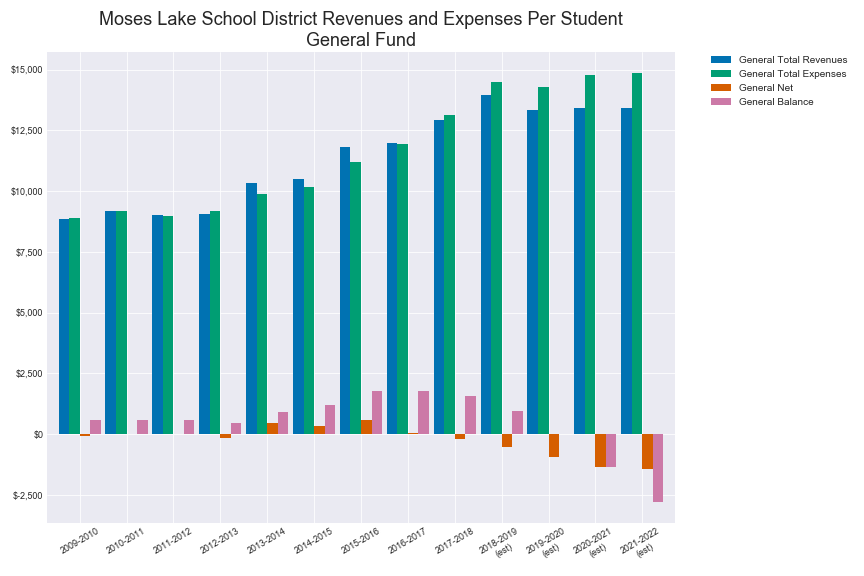 Moses Lake School District Revenues and Expenses Per Student
General Fund
General Total Revenues
General Total Expenses
General Net
General Balance
$15,000
$12,500
$10,000
$7,500
$5,000
$2,500
$0
$-2,500
2009-2010
2010-2011
2011-2012
2012-2013
2013-2014
2014-2015
2015-2016
2016-2017
2017-2018
2018-2019
(est)
2019-2020
(est)
2020-2021
(est)
2021-2022
(est)